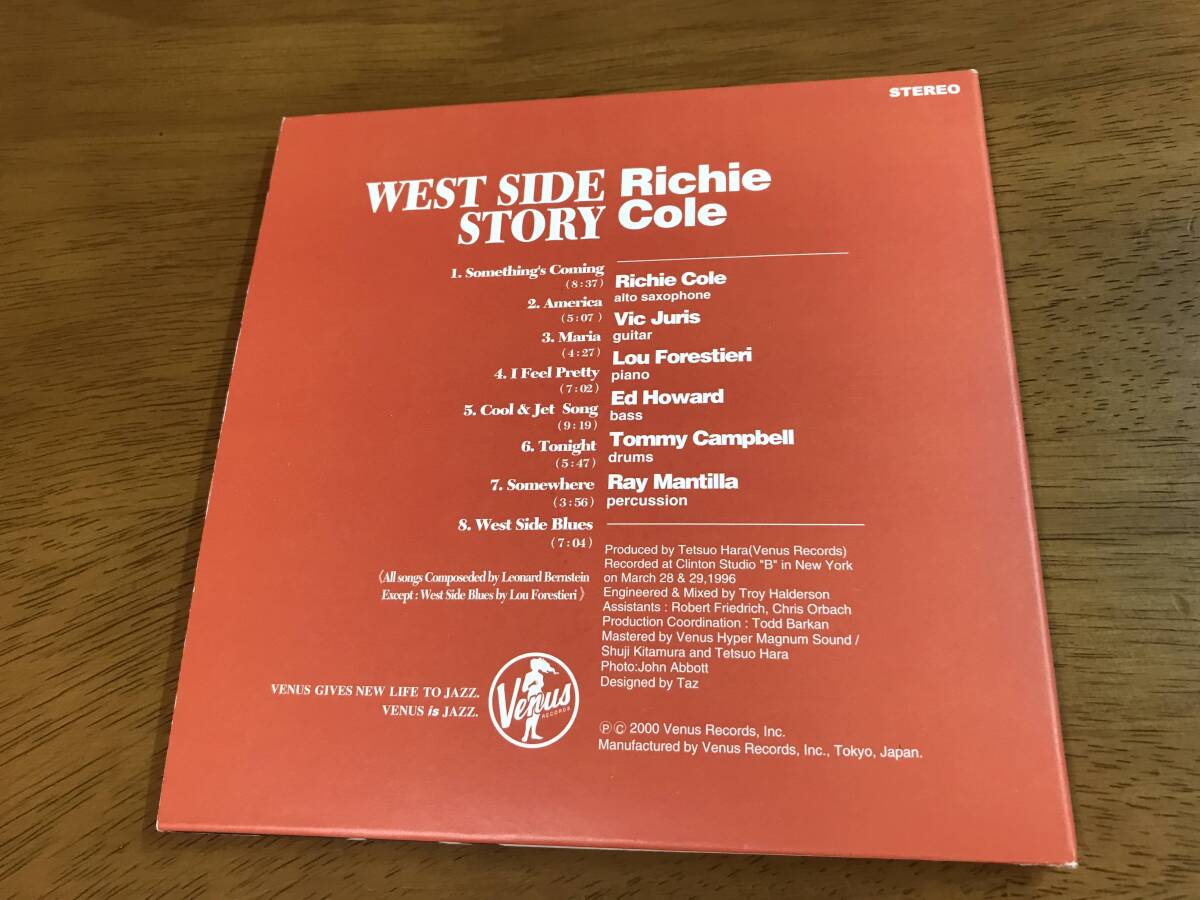 STEREO
WEST SIDE
STORY
Richie
Cole
1. Something's Coming
(8:37)
2. America
(5:07)
3. Maria
(4:27)
4. I Feel Pretty
(7:02)
5. Cool & Jet Song
(9:19)
6. Tonight
(5:47)
7. Somewhere
(3:56)
8. West Side Blues
(7:04)
《All songs Composeded by Leonard Bernstein
Except : West Side Blues by Lou Forestieri 》
Richie Cole
alto saxophone
Vic Juris
guitar
Lou Forestieri
piano
Ed Howard
bass
Tommy Campbell
drums
Ray Mantilla
percussion
Produced by Tetsuo Hara(Venus Records)
Recorded at Clinton Studio "B" in New York
on March 28 & 29,1996
Engineered & Mixed by Troy Halderson
Assistants : Robert Friedrich, Chris Orbach
Production Coordination : Todd Barkan
Mastered by Venus Hyper Magnum Sound /
Shuji Kitamura and Tetsuo Hara
Photo:John Abbott
Designed by Taz
VENUS GIVES NEW LIFE TO JAZZ.
VENUS is JAZZ.
Venus
RECORDS
℗© 2000 Venus Records, Inc.
Manufactured by Venus Records, Inc., Tokyo, Japan.